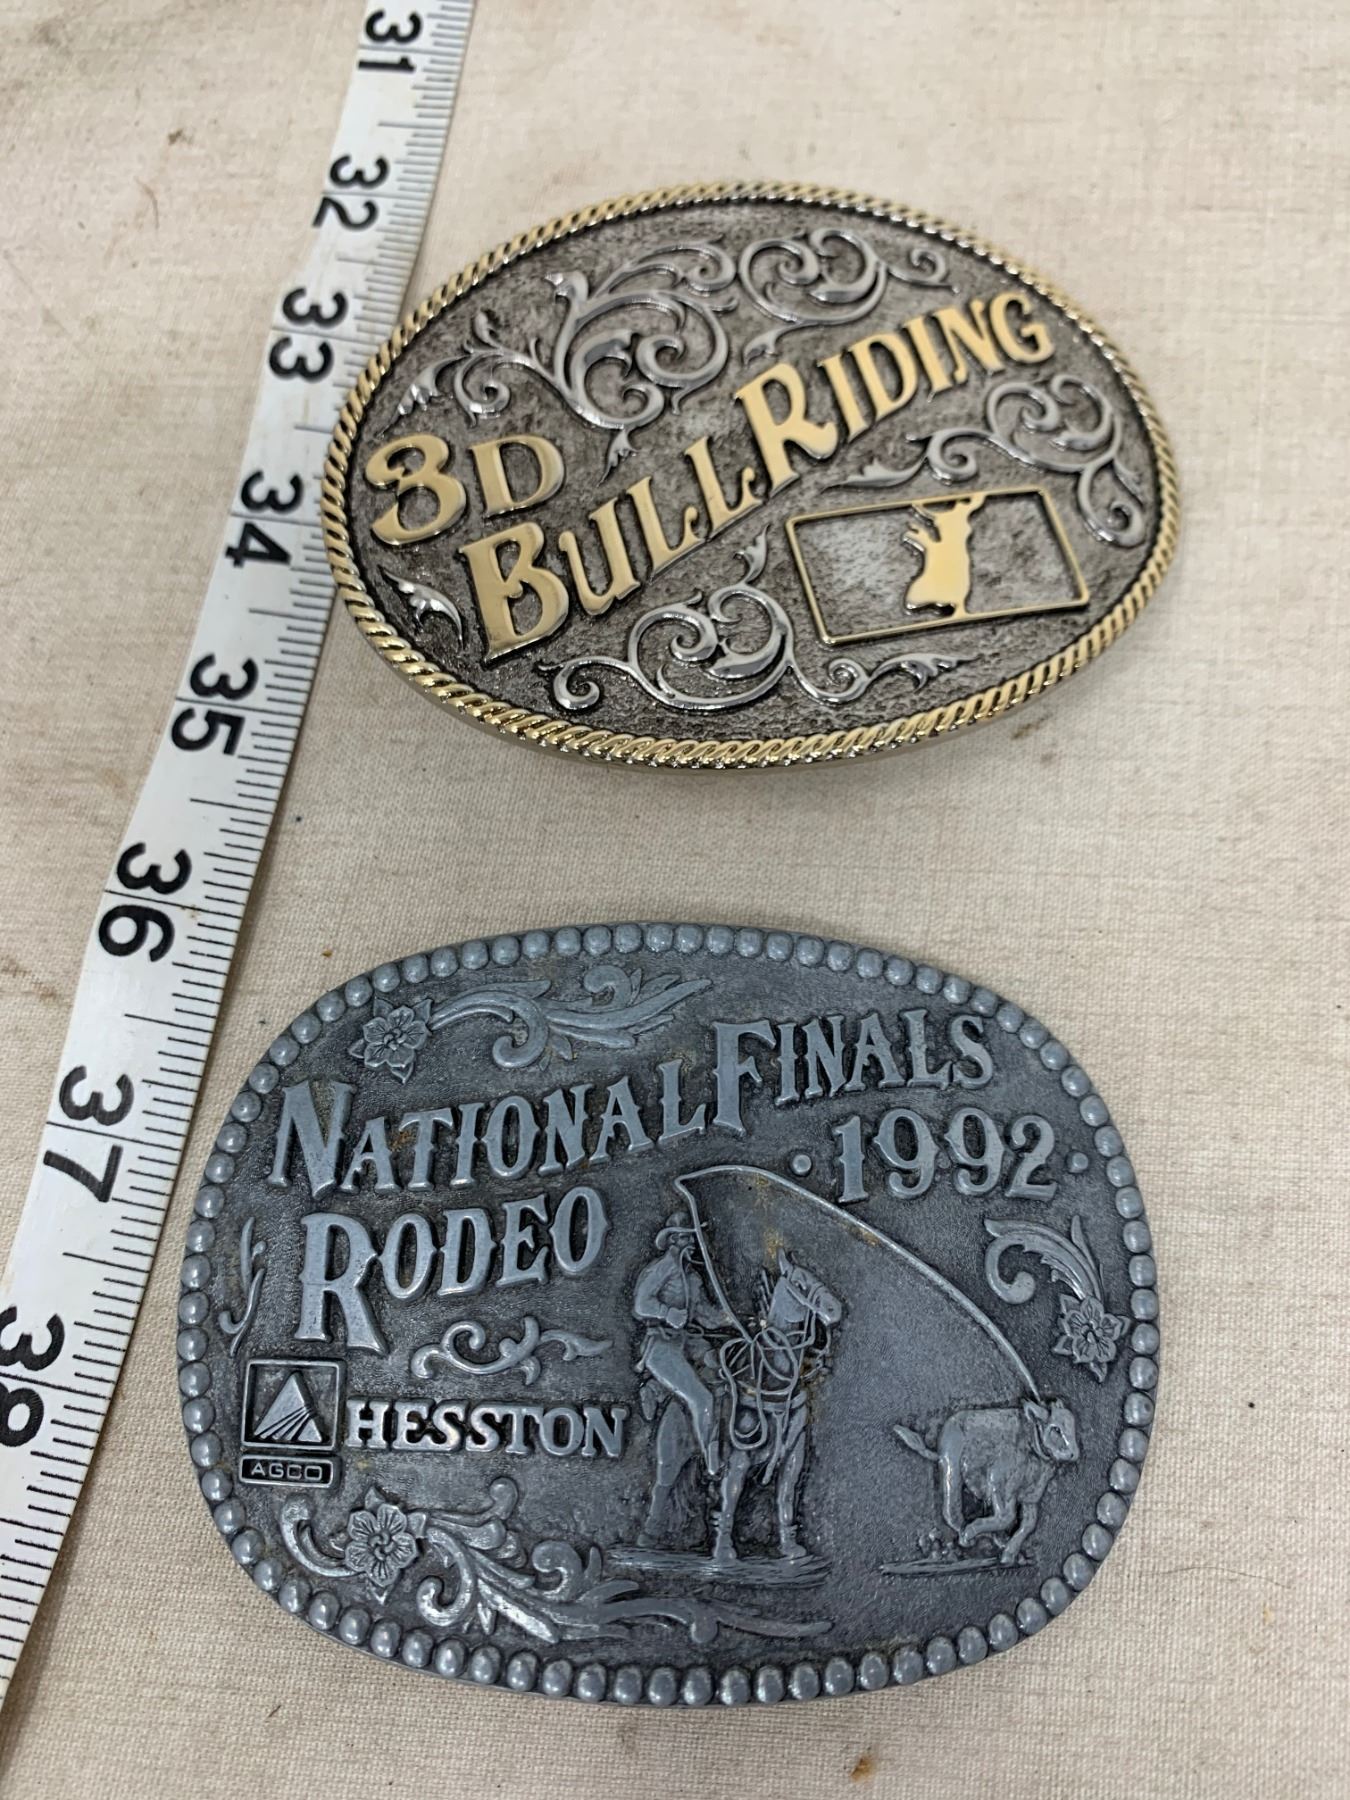 31
32
33
34
35
36
37
38
3D
BULL RIDING
NATIONAL FINALS
RODEO
·1992·
HESSTON
AGCO